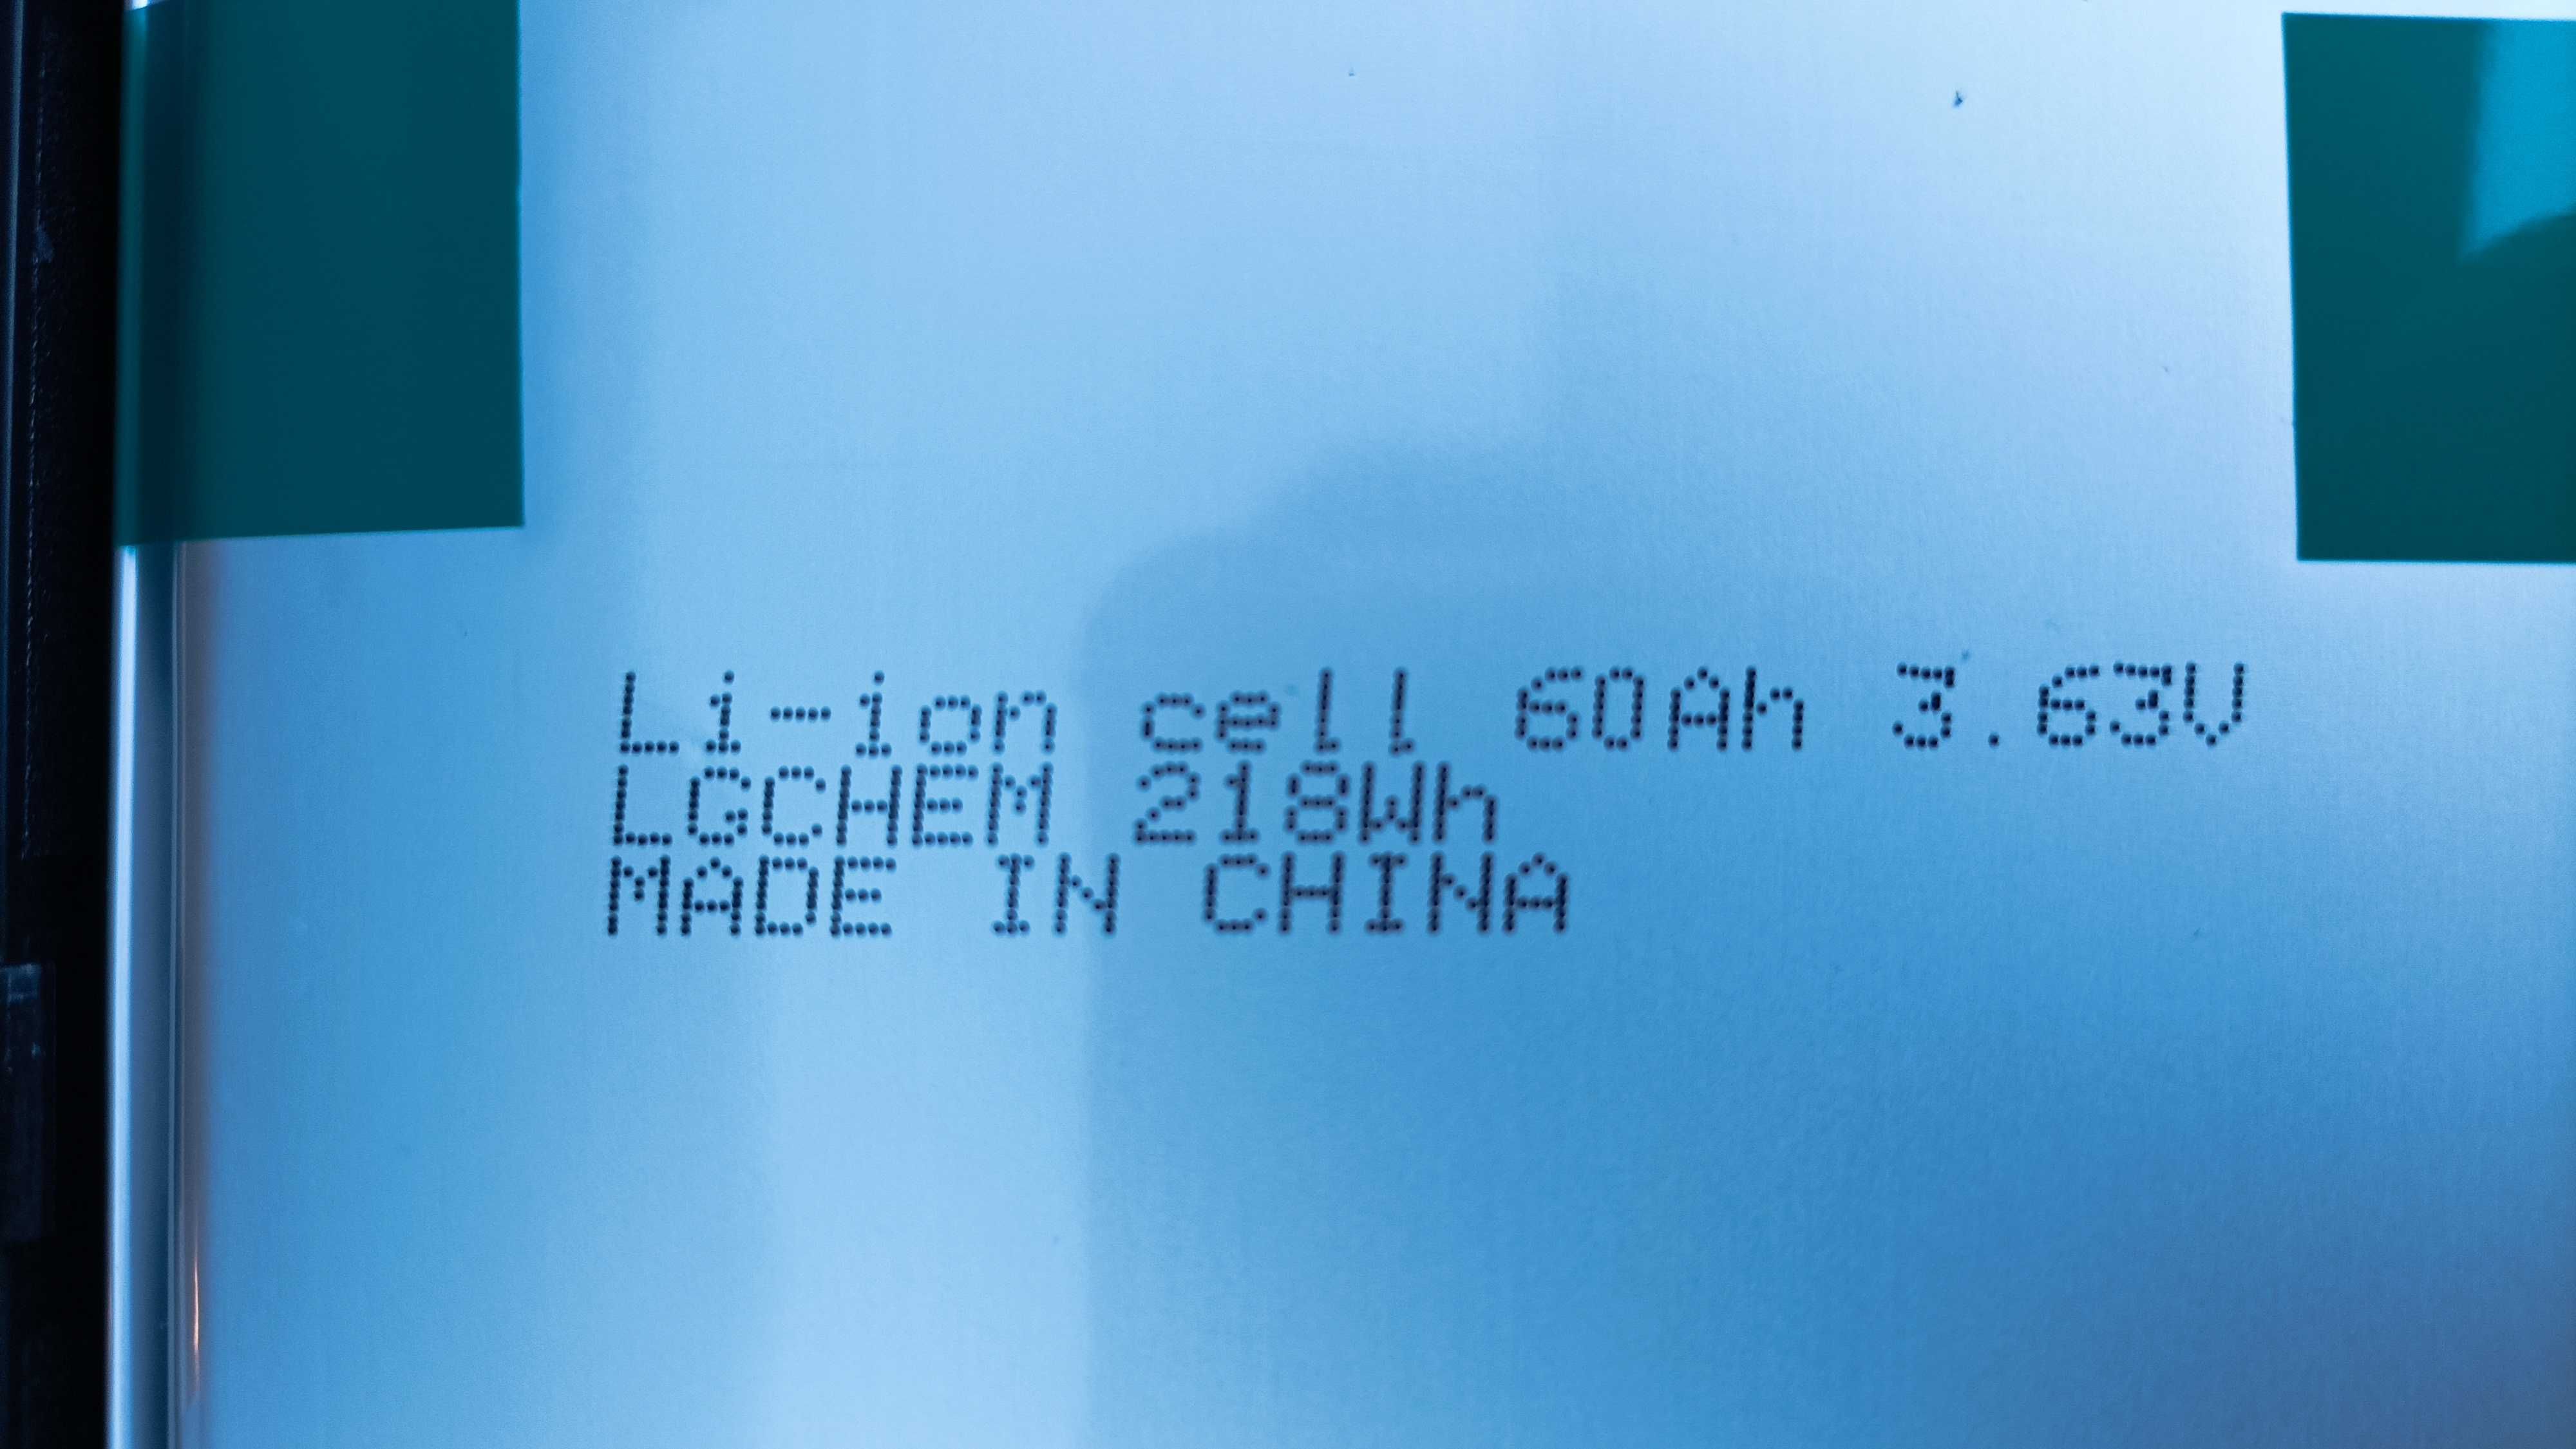 Li-ion cell 60Ah 3.63V
LGCHEM 218Wh
MADE IN CHINA